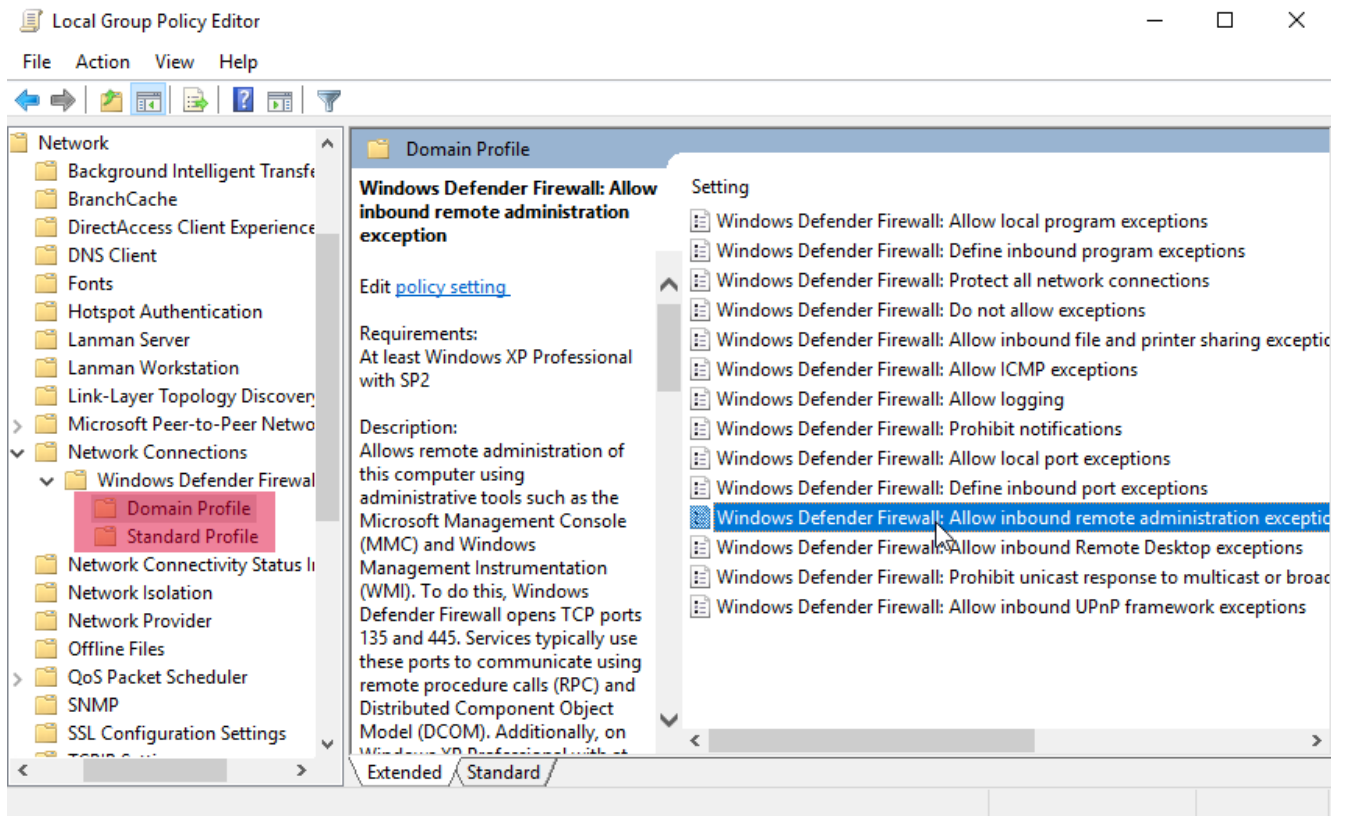 Local Group Policy Editor
File Action View Help
Network
Background Intelligent Transfe
BranchCache
DirectAccess Client Experience
DNS Client
Fonts
Hotspot Authentication
Lanman Server
Lanman Workstation
Link-Layer Topology Discover
Microsoft Peer-to-Peer Netwo
Network Connections
Windows Defender Firewal
Domain Profile
Standard Profile
Network Connectivity Status I
Network Isolation
Network Provider
Offline Files
QoS Packet Scheduler
SNMP
SSL Configuration Settings
Domain Profile
Windows Defender Firewall: Allow
inbound remote administration
exception
Edit policy setting
Requirements:
At least Windows XP Professional
with SP2
Description:
Allows remote administration of
this computer using
administrative tools such as the
Microsoft Management Console
(MMC) and Windows
Management Instrumentation
(WMI). To do this, Windows
Defender Firewall opens TCP ports
135 and 445. Services typically use
these ports to communicate using
remote procedure calls (RPC) and
Distributed Component Object
Model (DCOM). Additionally, on
Windows XP Professional with at
Setting
Windows Defender Firewall: Allow local program exceptions
Windows Defender Firewall: Define inbound program exceptions
Windows Defender Firewall: Protect all network connections
Windows Defender Firewall: Do not allow exceptions
Windows Defender Firewall: Allow inbound file and printer sharing exceptic
Windows Defender Firewall: Allow ICMP exceptions
Windows Defender Firewall: Allow logging
Windows Defender Firewall: Prohibit notifications
Windows Defender Firewall: Allow local port exceptions
Windows Defender Firewall: Define inbound port exceptions
Windows Defender Firewall: Allow inbound remote administration exceptic
Windows Defender Firewall: Allow inbound Remote Desktop exceptions
Windows Defender Firewall: Prohibit unicast response to multicast or broad
Windows Defender Firewall: Allow inbound UPnP framework exceptions
Extended Standard